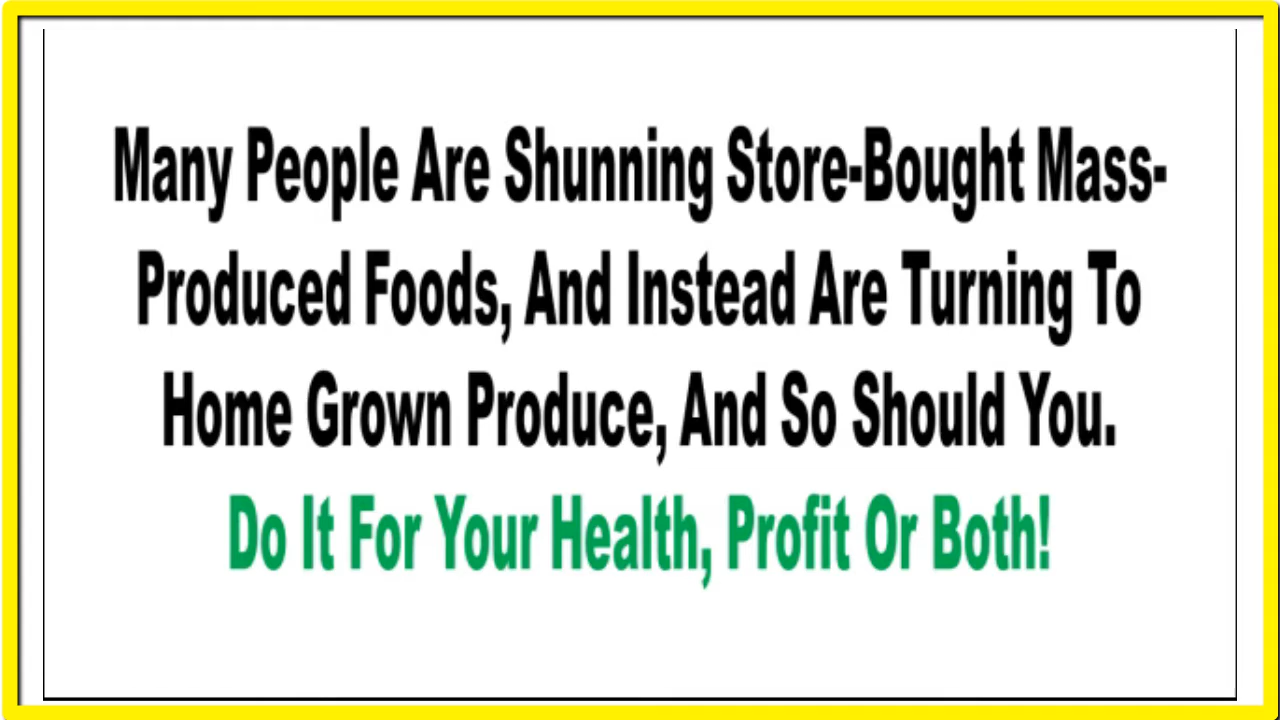 Many People Are Shunning Store-Bought Mass-
Produced Foods, And Instead Are Turning To
Home Grown Produce, And So Should You.
Do It For Your Health, Profit Or Both!